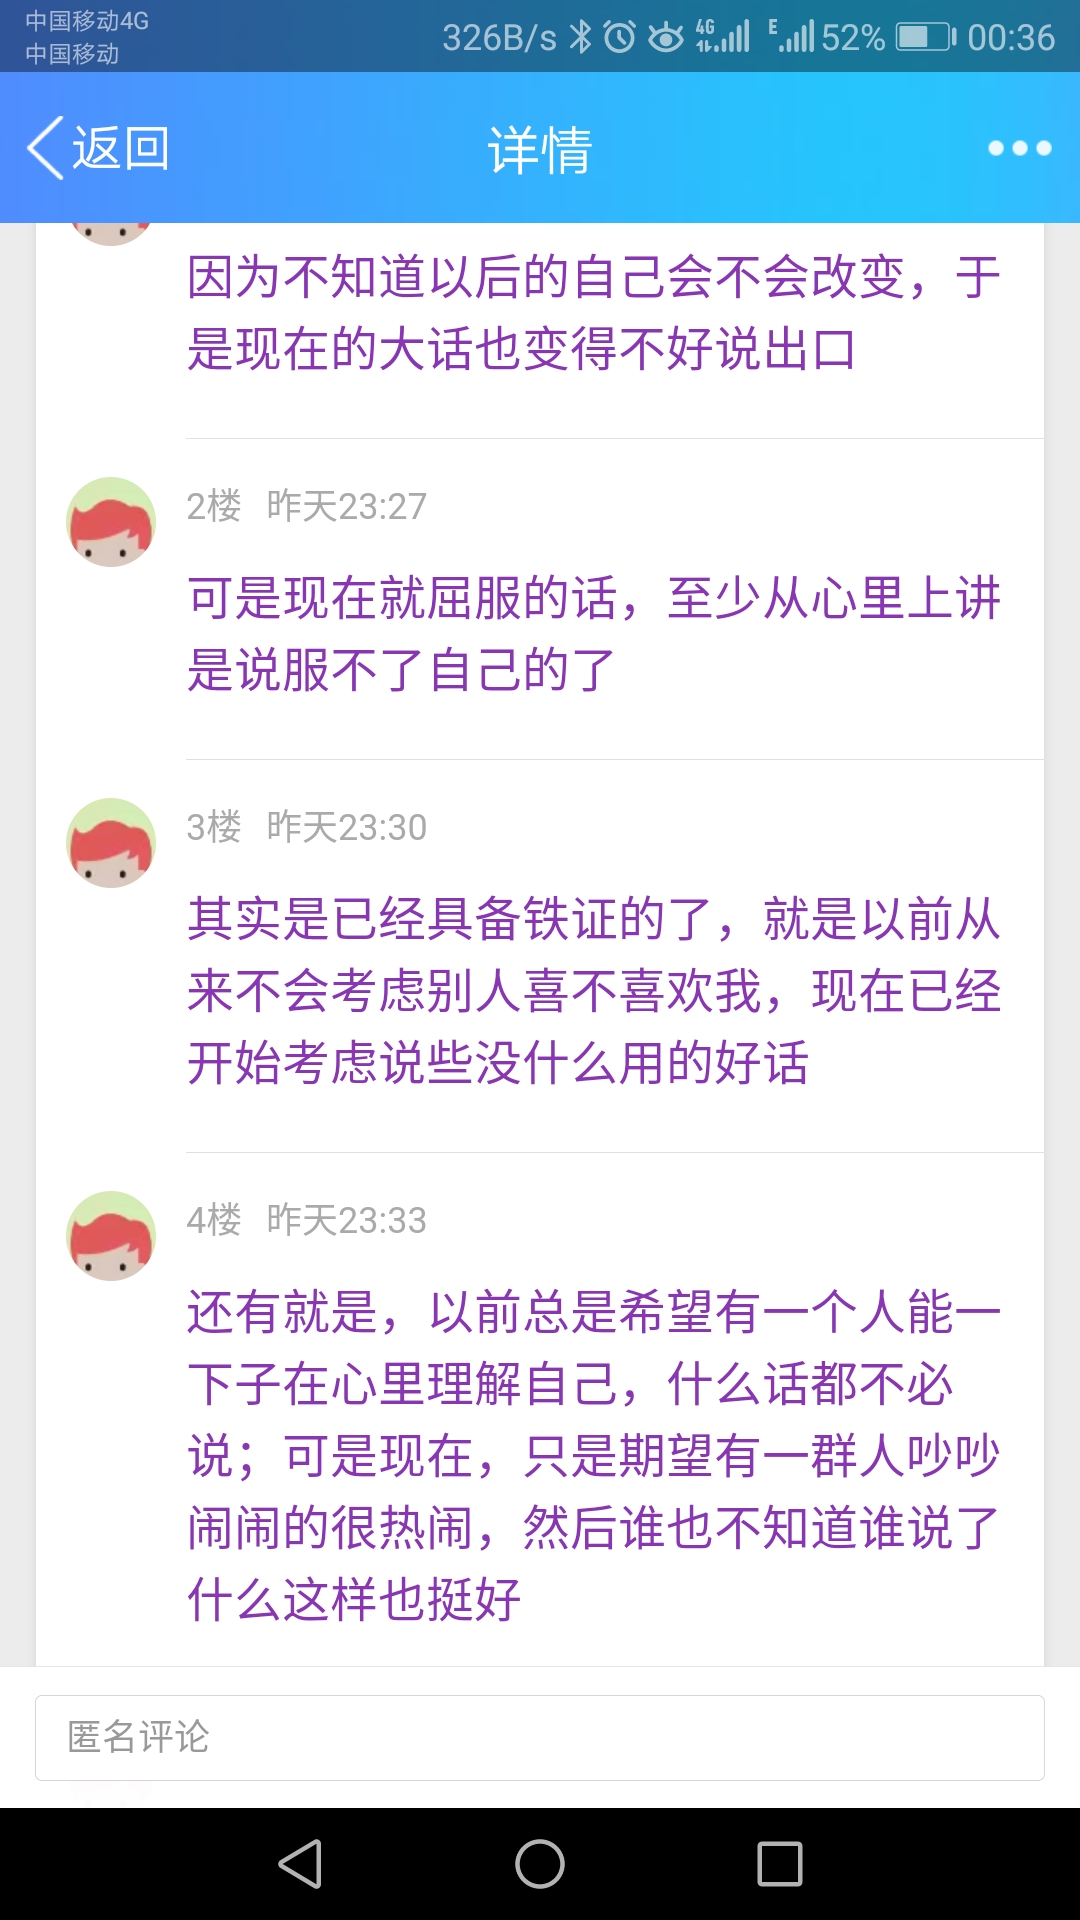 中国移动4G
中国移动
326B/s 4G E 52% 00:36
返回 详情
因为不知道以后的自己会不会改变，于
是现在的大话也变得不好说出口
2楼 昨天23:27
可是现在就屈服的话，至少从心里上讲
是说服不了自己的了
3楼 昨天23:30
其实是已经具备铁证的了，就是以前从
来不会考虑别人喜不喜欢我，现在已经
开始考虑说些没什么用的好话
4楼 昨天23:33
还有就是，以前总是希望有一个人能一
下子在心里理解自己，什么话都不必
说；可是现在，只是期望有一群人吵吵
闹闹的很热闹，然后谁也不知道谁说了
什么这样也挺好
匿名评论